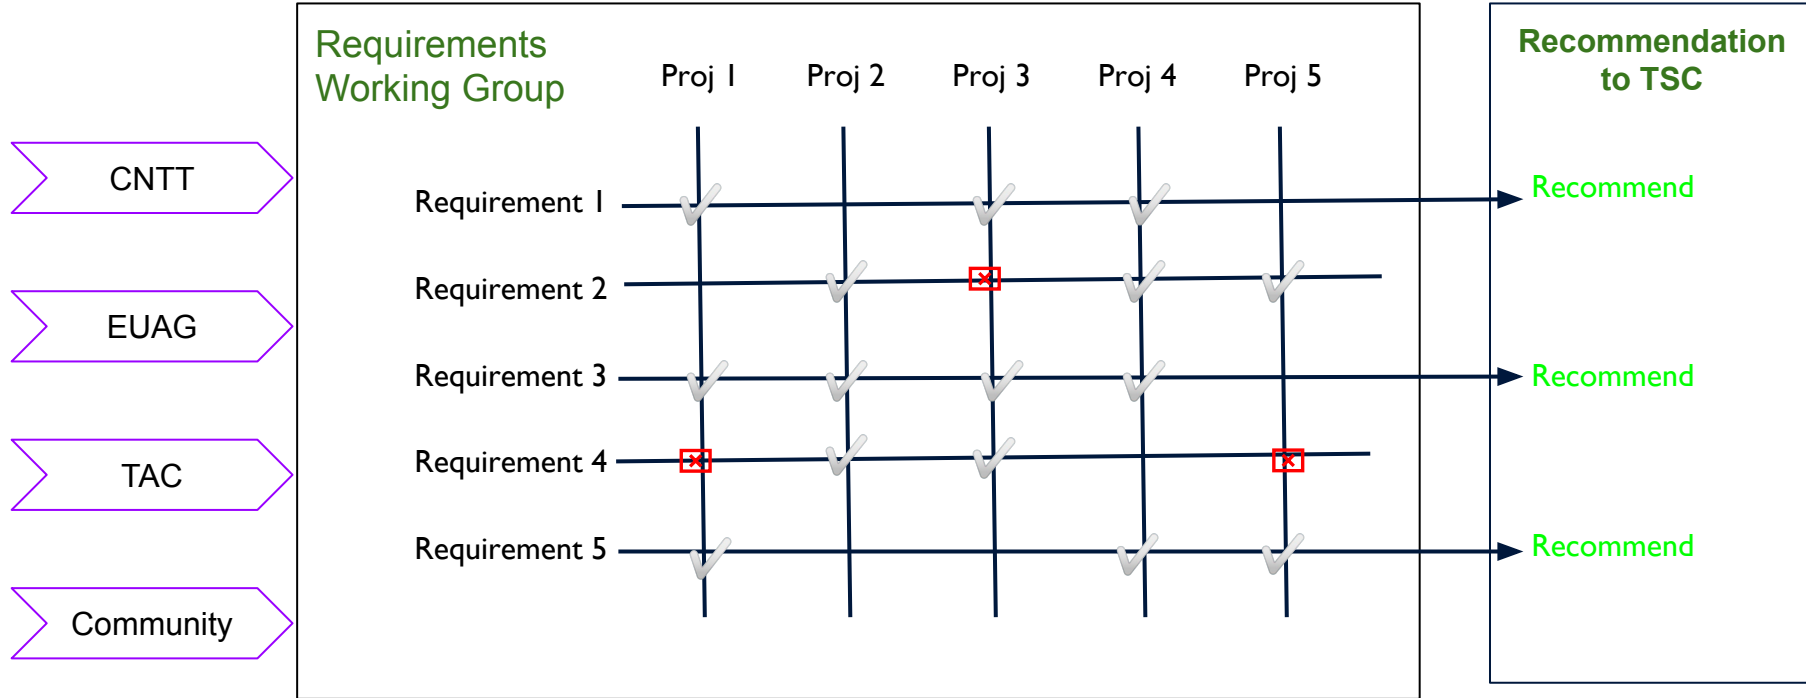 CNTT
EUAG
TAC
Community
Requirements
Working Group
Proj 1 Proj 2 Proj 3 Proj 4 Proj 5
Requirement 1
Requirement 2
Requirement 3
Requirement 4
Requirement 5
Recommendation
to TSC
Recommend
Recommend
Recommend